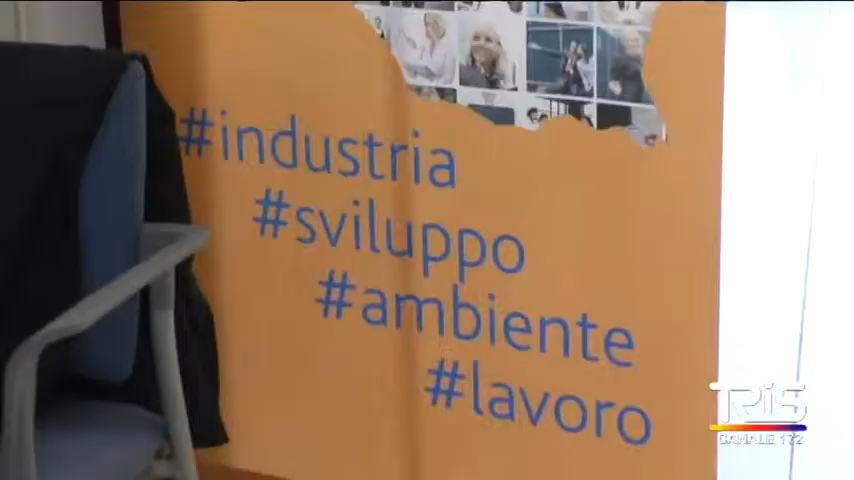 #industria
#sviluppo
#ambiente
#lavoro
TRIS
CANALE 172